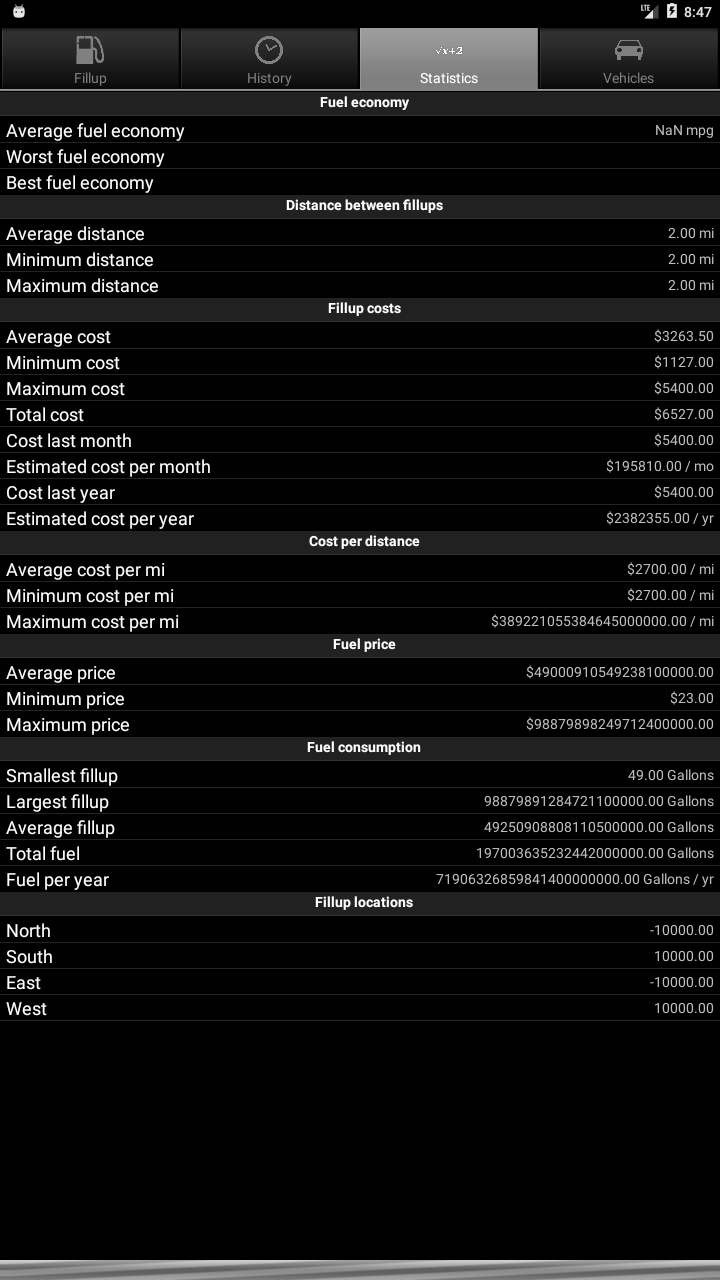 LTE 8:47
Fillup History √x+2 Statistics Vehicles
Fuel economy
Average fuel economy NaN mpg
Worst fuel economy
Best fuel economy
Distance between fillups
Average distance 2.00 mi
Minimum distance 2.00 mi
Maximum distance 2.00 mi
Fillup costs
Average cost $3263.50
Minimum cost $1127.00
Maximum cost $5400.00
Total cost $6527.00
Cost last month $5400.00
Estimated cost per month $195810.00 / mo
Cost last year $5400.00
Estimated cost per year $2382355.00 / yr
Cost per distance
Average cost per mi $2700.00 / mi
Minimum cost per mi $2700.00 / mi
Maximum cost per mi $389221055384645000000.00 / mi
Fuel price
Average price $49000910549238100000.00
Minimum price $23.00
Maximum price $98879898249712400000.00
Fuel consumption
Smallest fillup 49.00 Gallons
Largest fillup 98879891284721100000.00 Gallons
Average fillup 49250908808110500000.00 Gallons
Total fuel 197003635232442000000.00 Gallons
Fuel per year 71906326859841400000000.00 Gallons / yr
Fillup locations
North -10000.00
South 10000.00
East -10000.00
West 10000.00